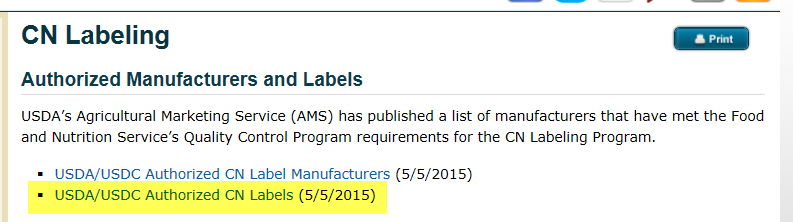 CN Labeling
Print
Authorized Manufacturers and Labels
USDA’s Agricultural Marketing Service (AMS) has published a list of manufacturers that have met the Food
and Nutrition Service’s Quality Control Program requirements for the CN Labeling Program.
▪ USDA/USDC Authorized CN Label Manufacturers (5/5/2015)
▪ USDA/USDC Authorized CN Labels (5/5/2015)